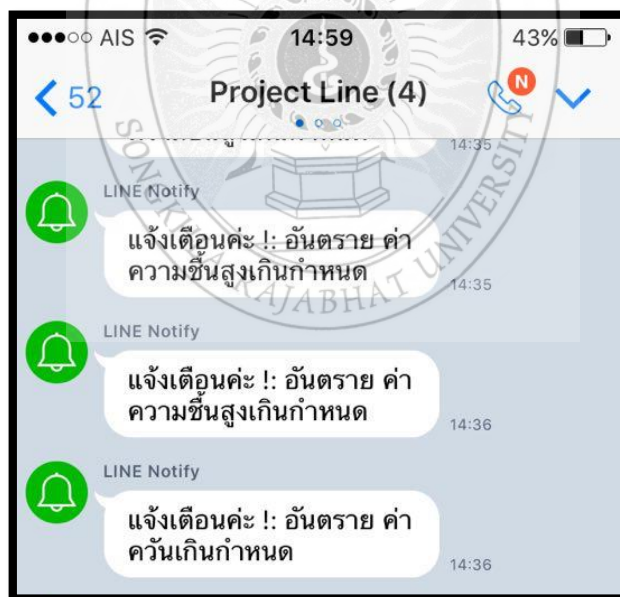 AIS 14:59 43%
52 Project Line (4) N
14:35
LINE Notify
แจ้งเตือนค่ะ !: อันตราย ค่า
ความชื้นสูงเกินกำหนด
14:35
LINE Notify
แจ้งเตือนค่ะ !: อันตราย ค่า
ความชื้นสูงเกินกำหนด
14:36
LINE Notify
แจ้งเตือนค่ะ !: อันตราย ค่า
ควันเกินกำหนด
14:36
SONGKHLA RAJABHAT UNIVERSITY